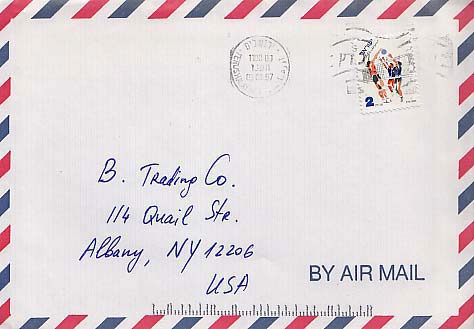 2
B. Trading Co.
114 Quail Str.
Albany, NY 12206
USA
BY AIR MAIL